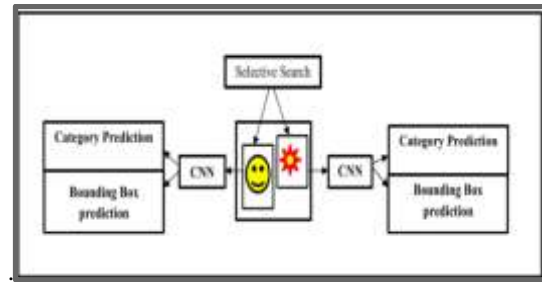 Selective Search
Category Prediction
Bounding Box
prediction
CNN
CNN
Category Prediction
Bounding Box
prediction